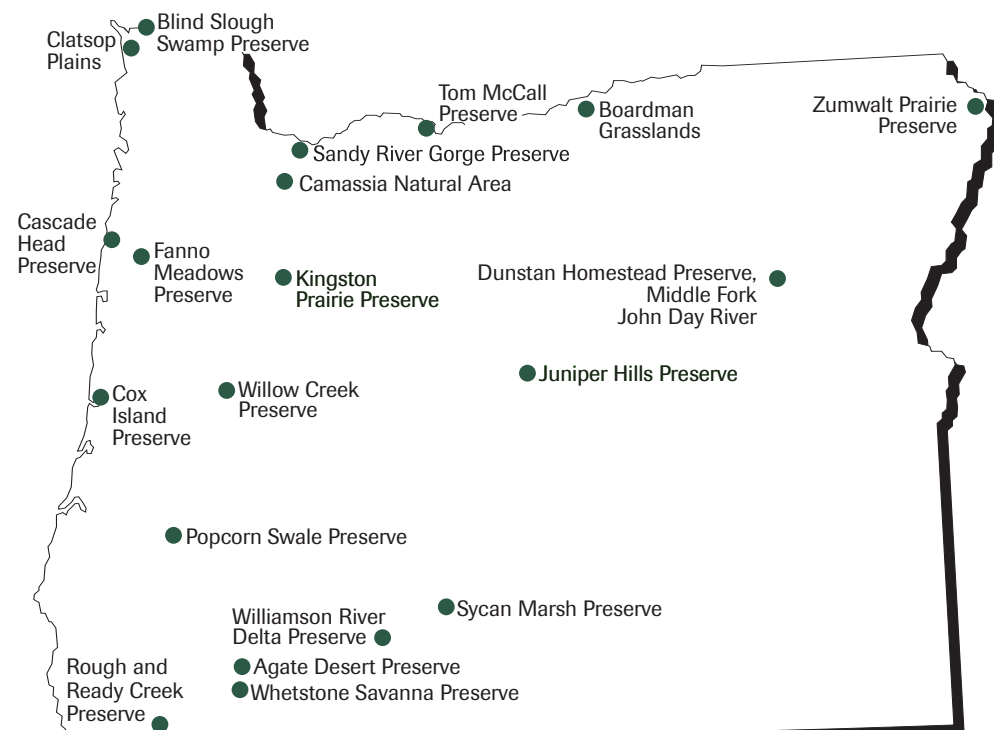 Blind Slough
Swamp Preserve
Clatsop
Plains
Tom McCall
Preserve
Boardman
Grasslands
Zumwalt Prairie
Preserve
Sandy River Gorge Preserve
Camassia Natural Area
Cascade
Head
Preserve
Fanno
Meadows
Preserve
Kingston
Prairie Preserve
Dunstan Homestead Preserve,
Middle Fork
John Day River
Juniper Hills Preserve
Cox
Island
Preserve
Willow Creek
Preserve
Popcorn Swale Preserve
Sycan Marsh Preserve
Williamson River
Delta Preserve
Agate Desert Preserve
Whetstone Savanna Preserve
Rough and
Ready Creek
Preserve